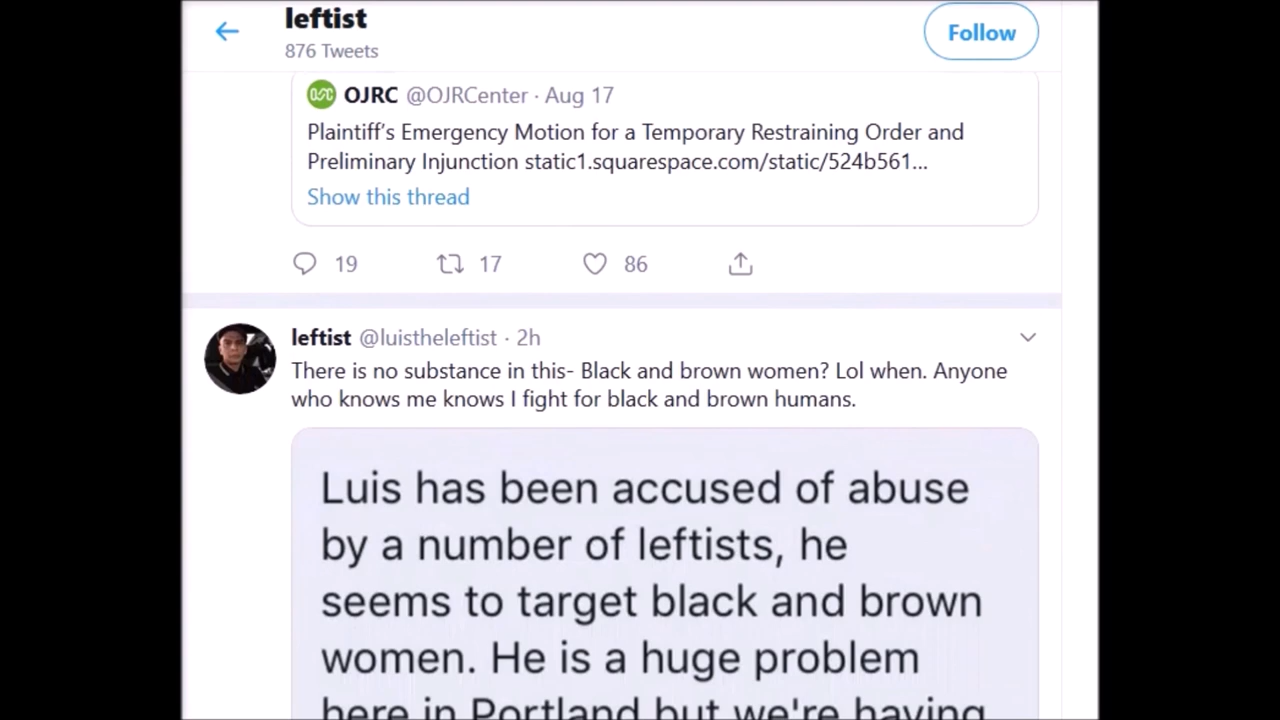 leftist
876 Tweets
Follow
OJRC @OJRCenter · Aug 17
Plaintiff's Emergency Motion for a Temporary Restraining Order and
Preliminary Injunction static1.squarespace.com/static/524b561...
Show this thread
19 17 86
leftist @luistheleftist · 2h
There is no substance in this- Black and brown women? Lol when. Anyone
who knows me knows I fight for black and brown humans.
Luis has been accused of abuse
by a number of leftists, he
seems to target black and brown
women. He is a huge problem
here in Portland but we're having